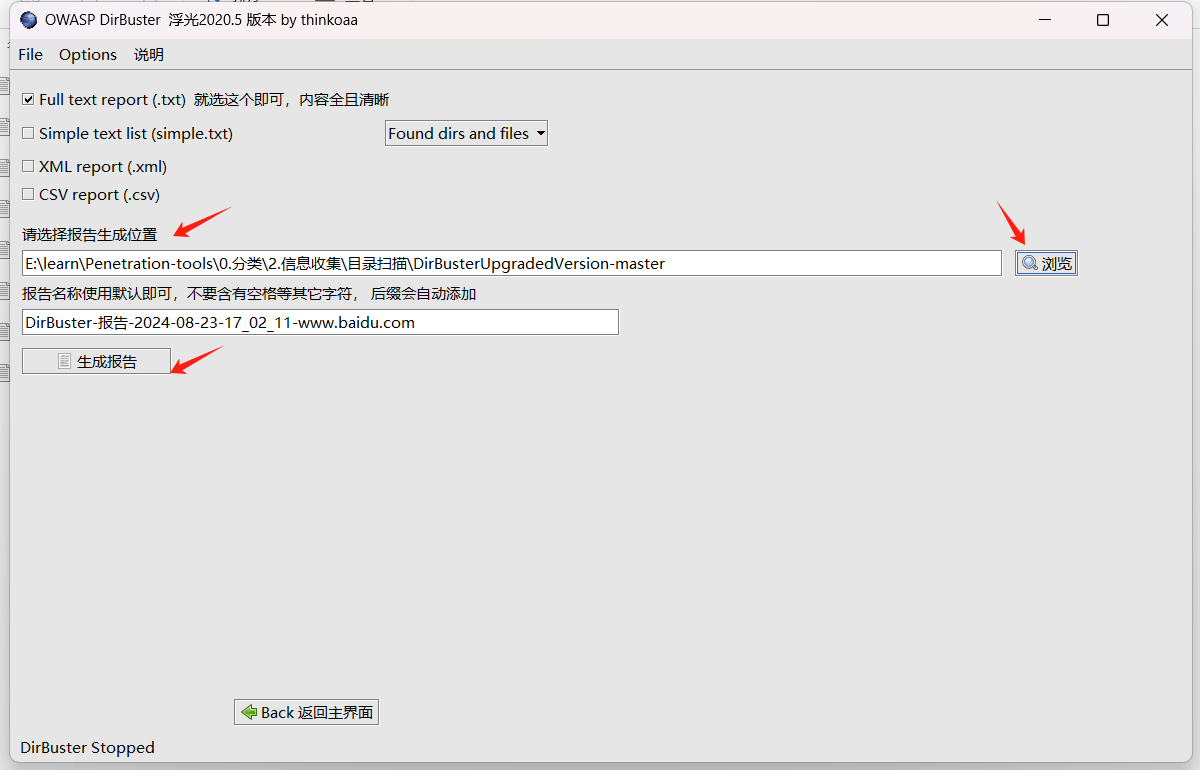 OWASP DirBuster 浮光2020.5 版本 by thinkoaa
File Options 说明
Full text report (.txt) 就选这个即可，内容全且清晰
Simple text list (simple.txt) Found dirs and files
XML report (.xml)
CSV report (.csv)
请选择报告生成位置
E:\learn\Penetration-tools\0.分类\2.信息收集\目录扫描\DirBusterUpgradedVersion-master 浏览
报告名称使用默认即可，不要含有空格等其它字符， 后缀会自动添加
DirBuster-报告-2024-08-23-17_02_11-www.baidu.com
生成报告
Back 返回主界面
DirBuster Stopped